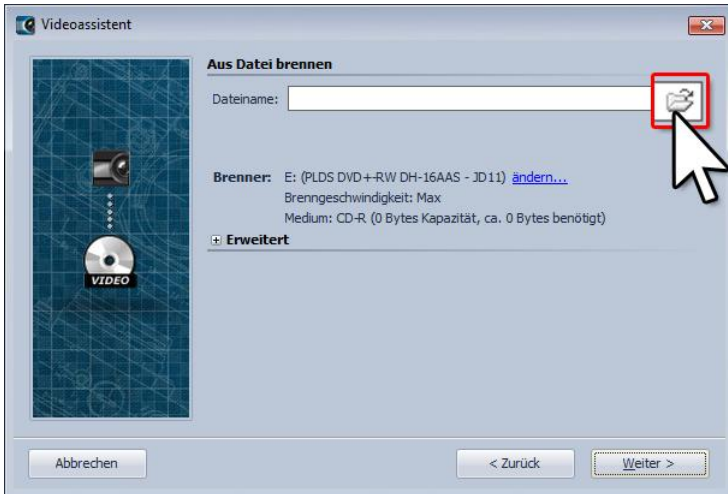 Videoassistent
Aus Datei brennen
Dateiname:
Brenner: E: (PLDS DVD+-RW DH-16AAS - JD11) ändern...
Brenngeschwindigkeit: Max
Medium: CD-R (0 Bytes Kapazität, ca. 0 Bytes benötigt)
Erweitert
VIDEO
Abbrechen
< Zurück
Weiter >